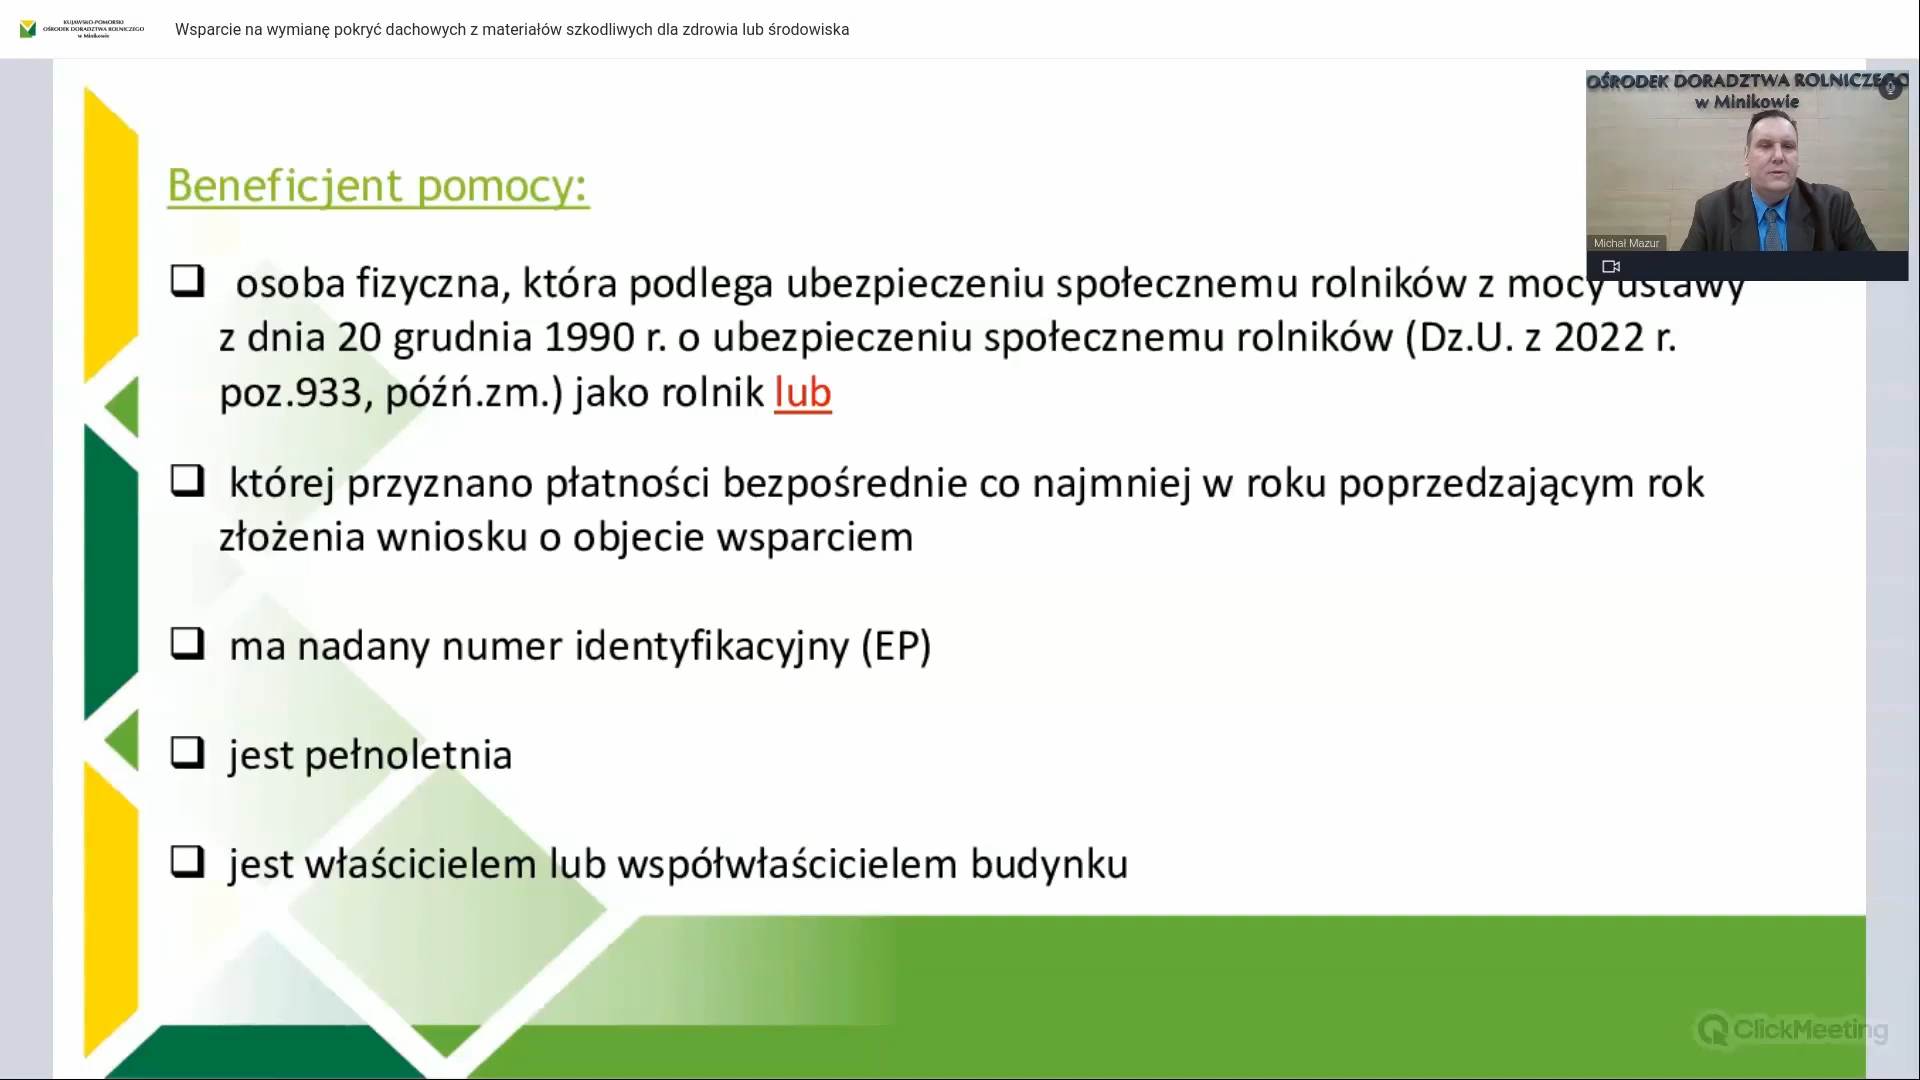 KUJAWSKO-POMORSKI
OŚRODEK DORADZTWA ROLNICZEGO
w Minikowie
Wsparcie na wymianę pokryć dachowych z materiałów szkodliwych dla zdrowia lub środowiska
OŚRODEK DORADZTWA ROLNICZEGO
w Minikowie
Michał Mazur
Beneficjent pomocy:
osoba fizyczna, która podlega ubezpieczeniu społecznemu rolników z mocy ustawy
z dnia 20 grudnia 1990 r. o ubezpieczeniu społecznemu rolników (Dz.U. z 2022 r.
poz.933, późń.zm.) jako rolnik lub
której przyznano płatności bezpośrednie co najmniej w roku poprzedzającym rok
złożenia wniosku o objecie wsparciem
ma nadany numer identyfikacyjny (EP)
jest pełnoletnia
jest właścicielem lub współwłaścicielem budynku
ClickMeeting